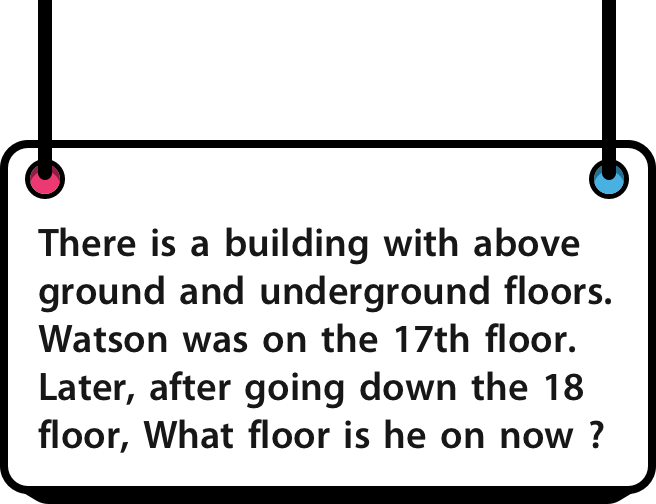 There is a building with above
ground and underground floors.
Watson was on the 17th floor.
Later, after going down the 18
floor, What floor is he on now ?